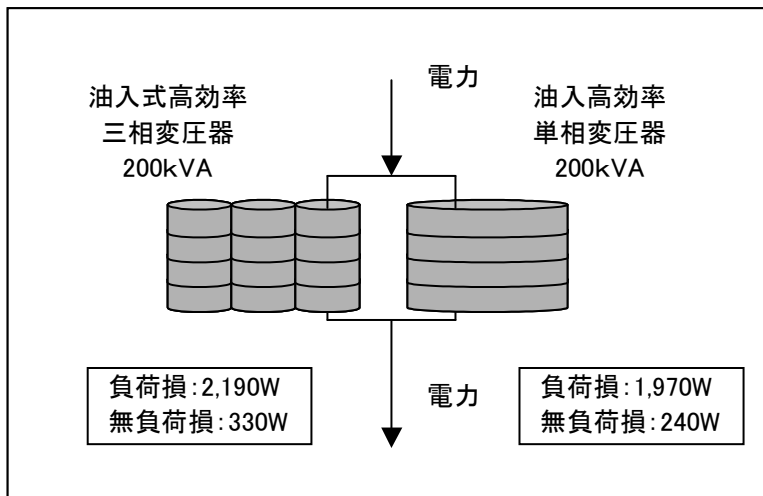 電力
油入式高効率
三相変圧器
200kVA
油入高効率
単相変圧器
200kVA
負荷損:2,190W
無負荷損:330W
電力
負荷損:1,970W
無負荷損:240W